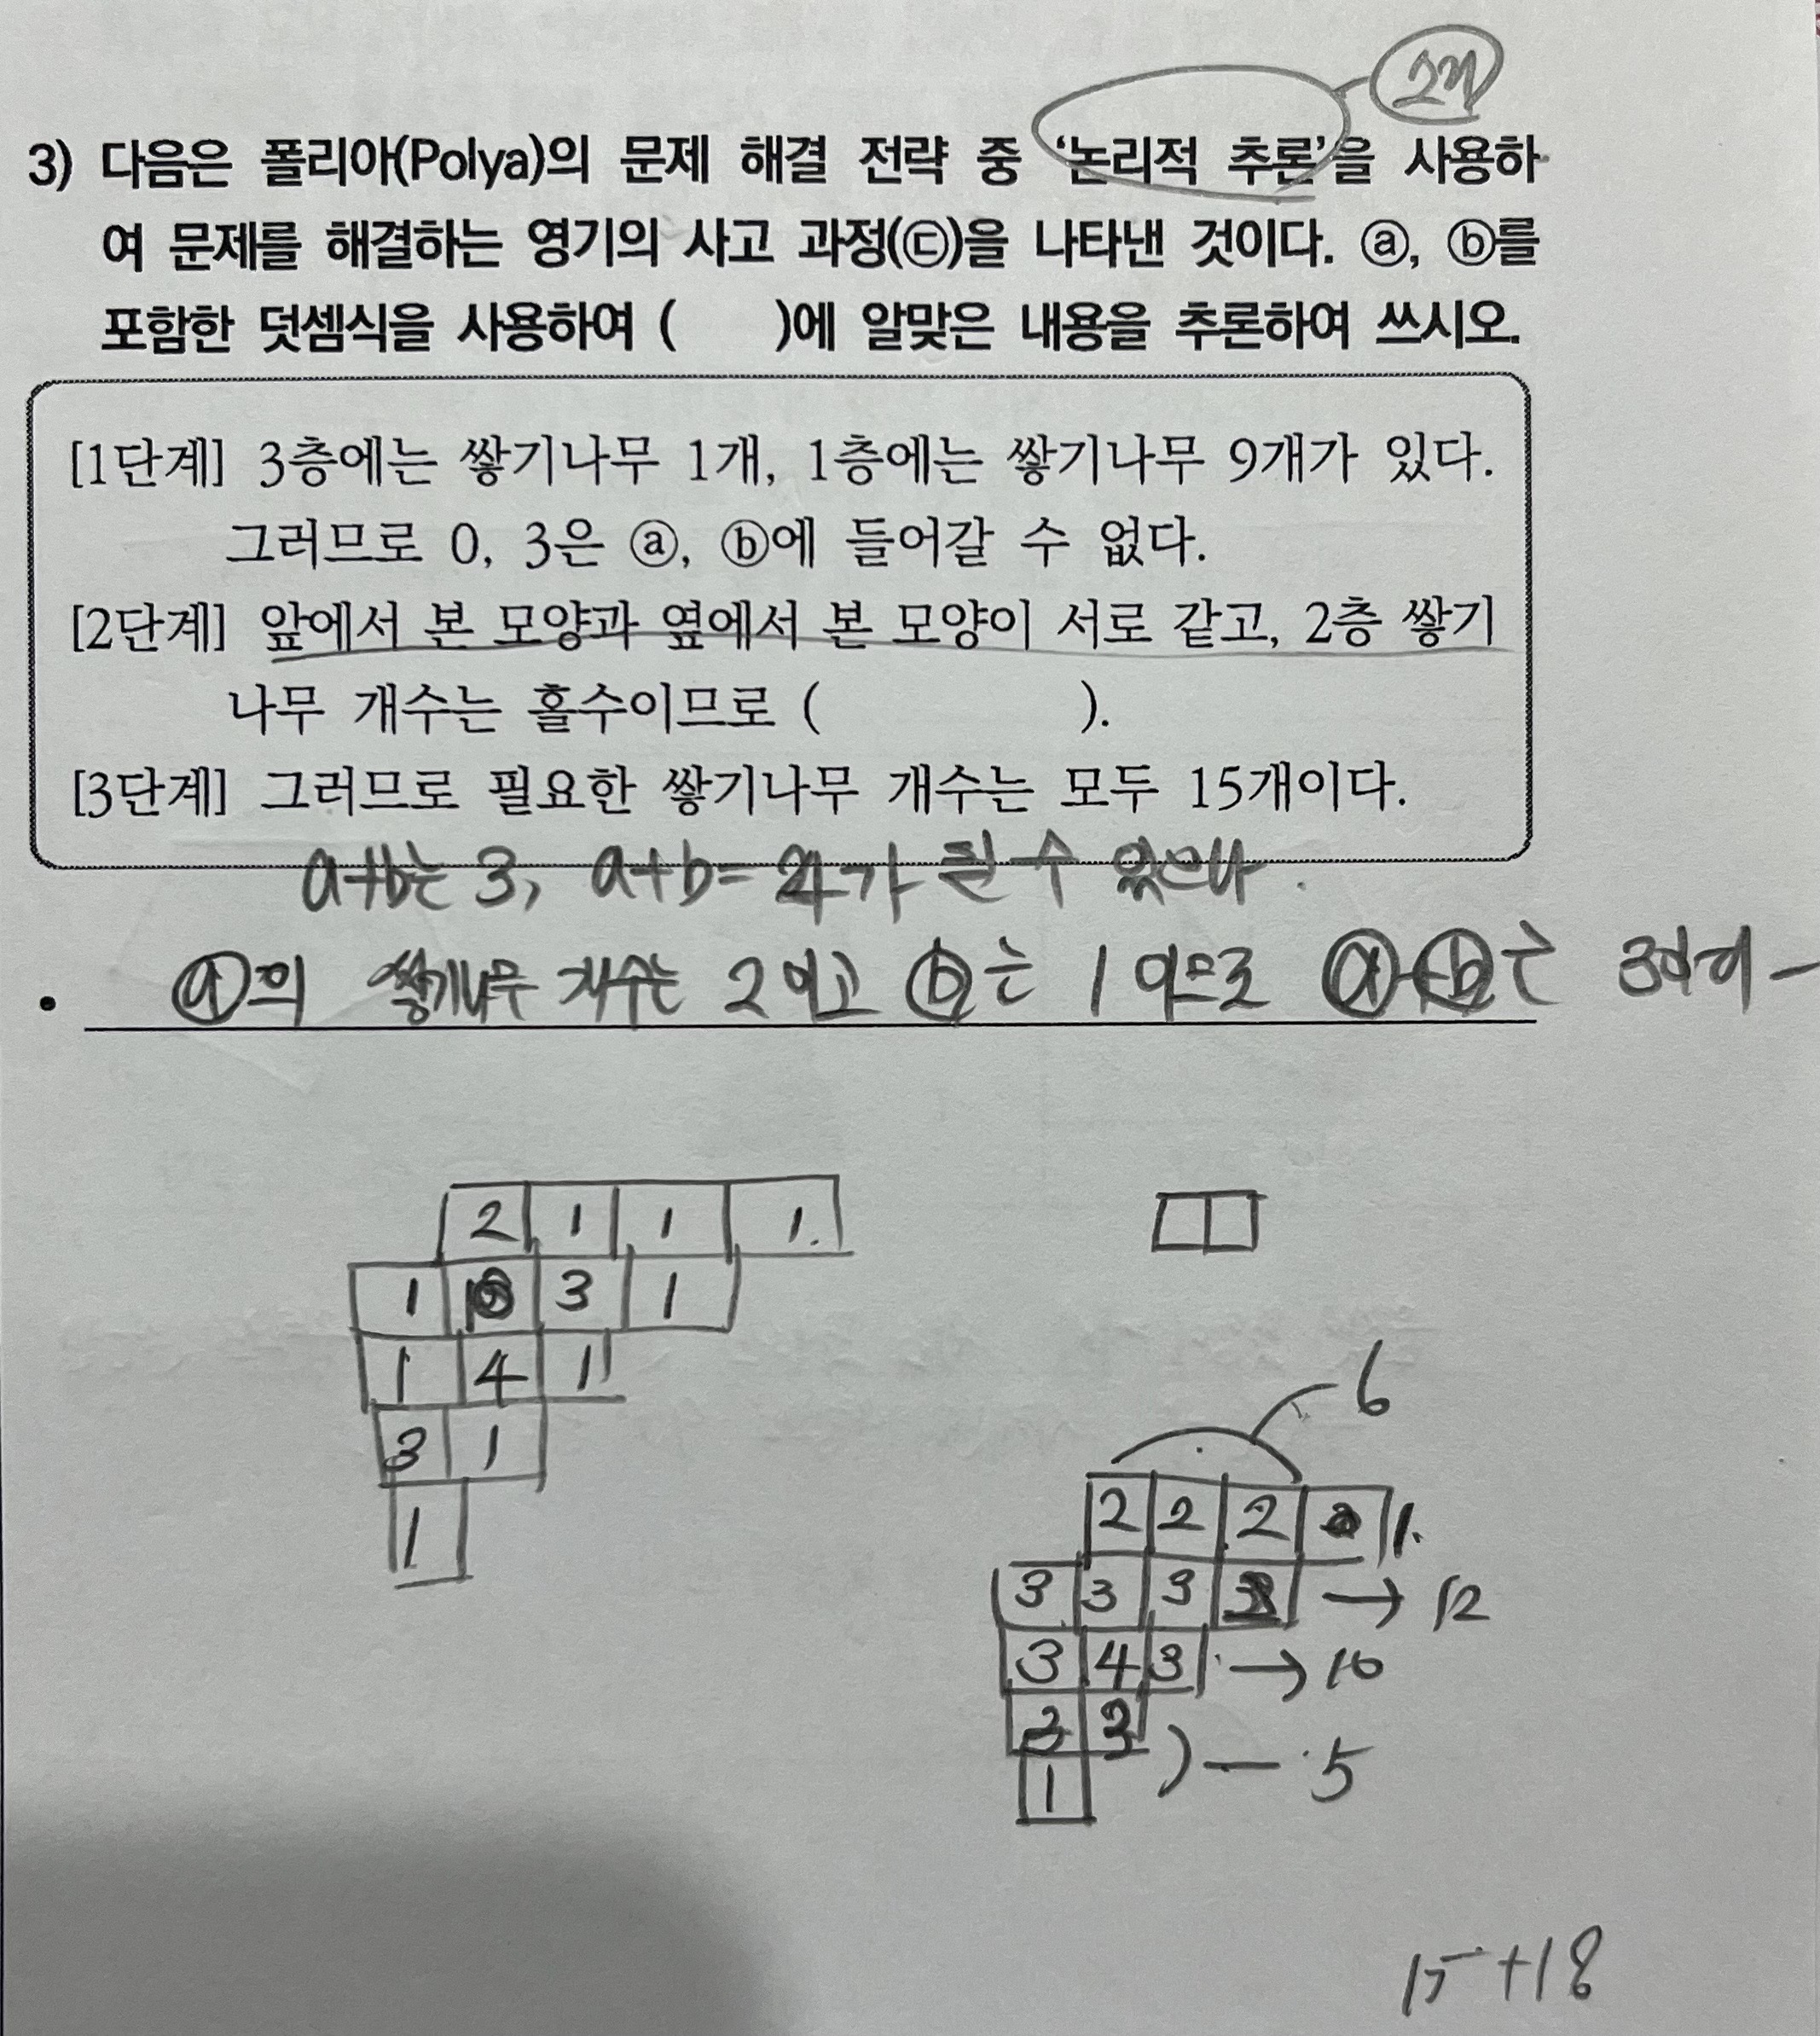 3) 다음은 폴리아(Polya)의 문제 해결 전략 중 '논리적 추론'을 사용하
여 문제를 해결하는 영기의 사고 과정(㉢)을 나타낸 것이다. ⓐ, ⓑ를
포함한 덧셈식을 사용하여 ( )에 알맞은 내용을 추론하여 쓰시오.
[1단계] 3층에는 쌓기나무 1개, 1층에는 쌓기나무 9개가 있다.
그러므로 0, 3은 ⓐ, ⓑ에 들어갈 수 없다.
[2단계] 앞에서 본 모양과 옆에서 본 모양이 서로 같고, 2층 쌓기
나무 개수는 홀수이므로 ( ).
[3단계] 그러므로 필요한 쌓기나무 개수는 모두 15개이다.
a+b는 3, a+b= 4가 될 수 있으나
ⓐ의 쌓기나무 개수는 2이고 ⓑ는 1이므로 ⓐ+ⓑ는 3
2 1 1 1
1 3 1
1 4 1
3 1
1
6
2 2 2 1
3 3 3 → 12
3 4 3 → 10
2 2
1 5
15+18